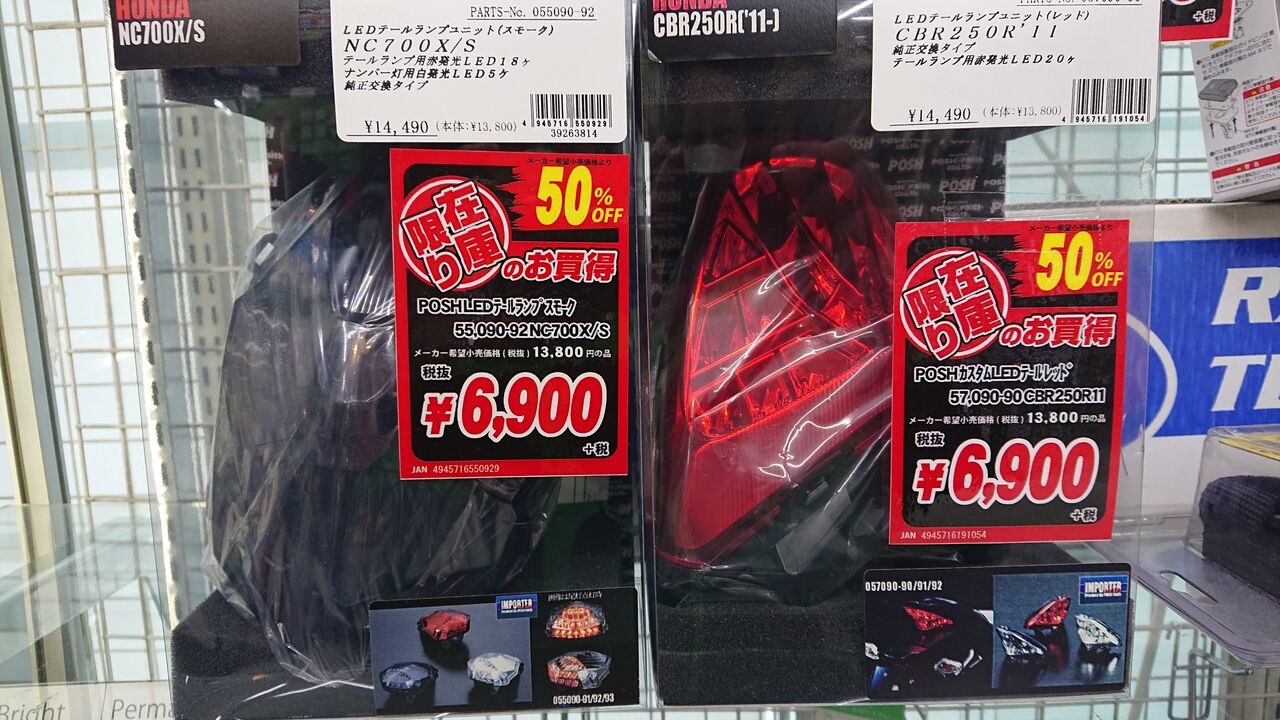 HONDA
NC700X/S
PARTS-No. 055090-92
LEDテールランプユニット(スモーク)
NC700X/S
テールランプ用赤発光LED18ヶ
ナンバー灯用白発光LED5ヶ
純正交換タイプ
¥14,490 (本体:¥13,800)
4 945716 550929
39263814
メーカー希望小売価格より
50%OFF
在庫限りのお買得
POSHLEDテールランプスモーク
55,090-92NC700X/S
メーカー希望小売価格(税抜)13,800円の品
税抜
¥6,900
+税
JAN 4945716550929
IMPORTER
055090-91/92/93
HONDA
CBR250R('11-)
LEDテールランプユニット(レッド)
CBR250R'11
純正交換タイプ
テールランプ用赤発光LED20ヶ
¥14,490 (本体:¥13,800)
4 945716 191054
POSH Faith
CO.LTD.
POSH
メーカー希望小売価格より
50%OFF
在庫限りのお買得
POSHカスタムLEDテールレッド
57,090-90CBR250R11
メーカー希望小売価格(税抜)13,800円の品
税抜
¥6,900
+税
JAN 4945716191054
057090-90/91/92
IMPORTER
+税
Bright